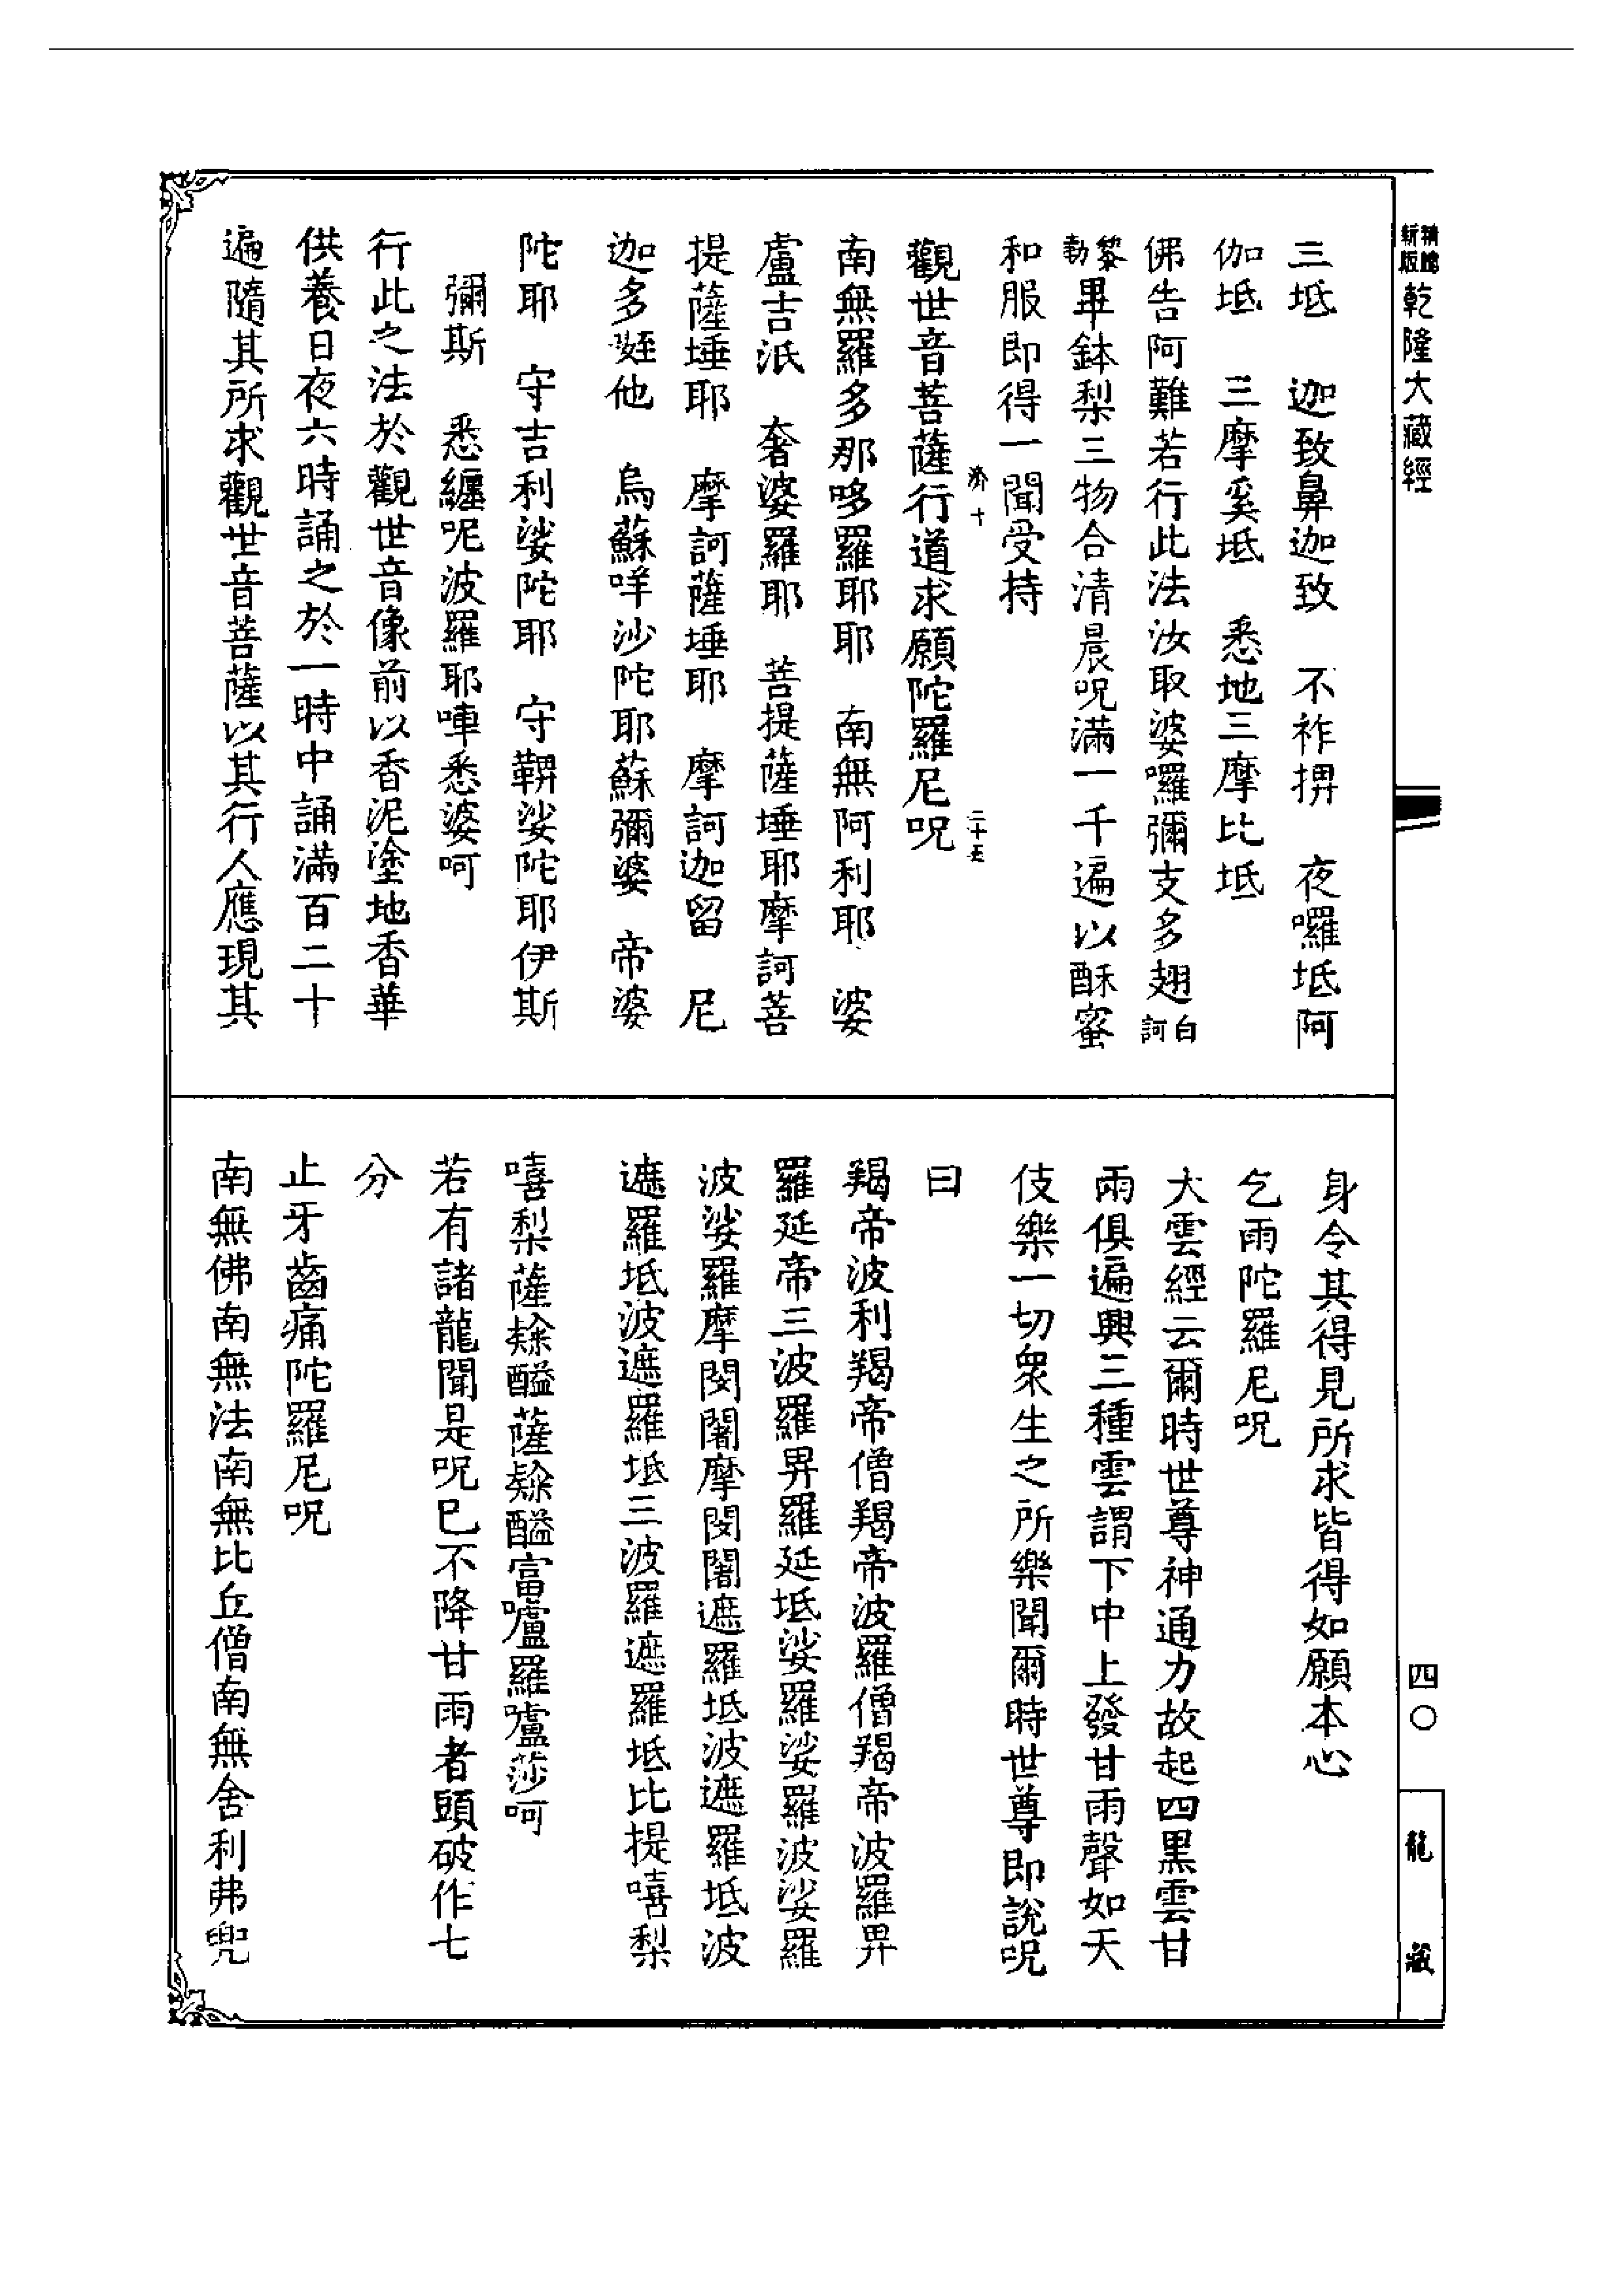 新版
精縮
乾隆大藏經
四〇
龍藏
三坻　迦致鼻迦致　不祚拼　夜囉坻阿
伽坻　三摩奚坻　悉地三摩比坻
佛告阿難若行此法汝取婆囉彌支多翅白訶
黎勒畢鉢梨三物合清晨呪滿一千遍以酥蜜
和服即得一聞受持
二十五
觀世音菩薩行道求願陀羅尼呪
南無羅多那哆羅耶耶　南無阿利耶　婆
盧吉泜　奢婆羅耶　菩提薩埵耶摩訶菩
提薩埵耶　摩訶薩埵耶　摩訶迦留　尼
迦多姪他　烏蘇咩沙陀耶蘇彌婆　帝婆
陀耶　守吉利娑陀耶　守鞞娑陀耶伊斯
彌斯　悉纏呢波羅耶啤悉婆呵
行此之法於觀世音像前以香泥塗地香華
供養日夜六時誦之於一時中誦滿百二十
遍隨其所求觀世音菩薩以其行人應現其
身令其得見所求皆得如願本心
乞雨陀羅尼呪
大雲經云爾時世尊神通力故起四黑雲甘
雨俱遍興三種雲謂下中上發甘雨聲如天
伎樂一切衆生之所樂聞爾時世尊即說呪
曰
羯帝波利羯帝僧羯帝波羅僧羯帝波羅畀
羅延帝三波羅畀羅延坻娑羅娑羅波娑羅
波娑羅摩閔闍摩閔闍遮羅坻波遮羅坻波
遮羅坻波遮羅坻三波羅遮羅坻比提嘻梨
嘻梨薩㯡醯薩㯡醯富嚧羅嚧莎呵
若有諸龍聞是呪已不降甘雨者頭破作七
分
止牙齒痛陀羅尼呪
南無佛南無法南無比丘僧南無舍利弗兜